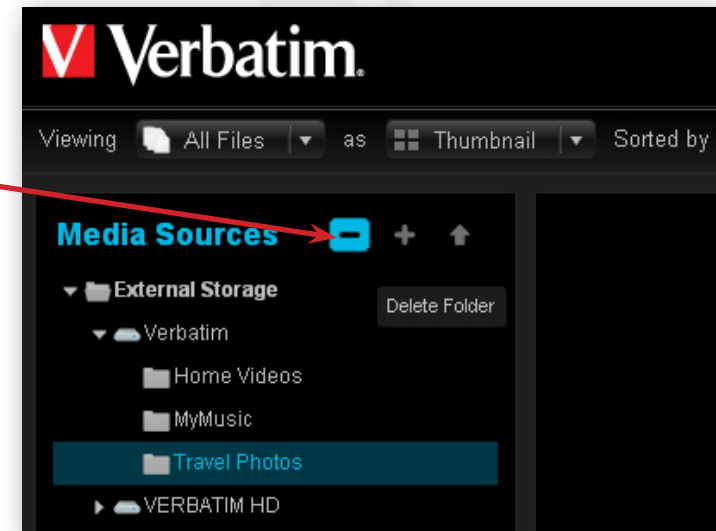 Verbatim.
Viewing All Files as Thumbnail Sorted by
Media Sources
External Storage
Delete Folder
Verbatim
Home Videos
MyMusic
Travel Photos
VERBATIM HD